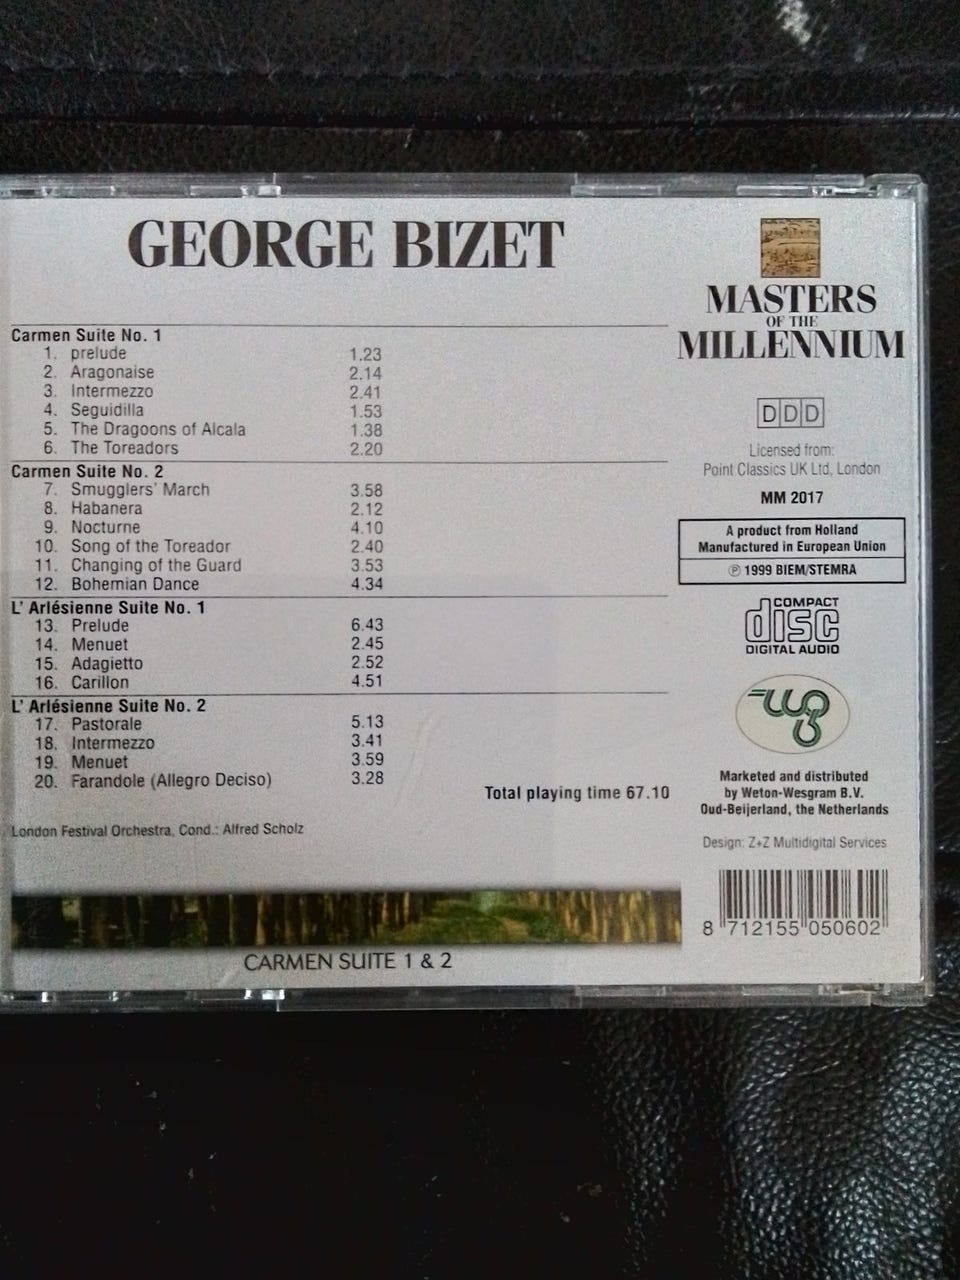 GEORGE BIZET
Carmen Suite No. 1
1. prelude 1.23
2. Aragonaise 2.14
3. Intermezzo 2.41
4. Seguidilla 1.53
5. The Dragoons of Alcala 1.38
6. The Toreadors 2.20
Carmen Suite No. 2
7. Smugglers' March 3.58
8. Habanera 2.12
9. Nocturne 4.10
10. Song of the Toreador 2.40
11. Changing of the Guard 3.53
12. Bohemian Dance 4.34
L' Arlésienne Suite No. 1
13. Prelude 6.43
14. Menuet 2.45
15. Adagietto 2.52
16. Carillon 4.51
L' Arlésienne Suite No. 2
17. Pastorale 5.13
18. Intermezzo 3.41
19. Menuet 3.59
20. Farandole (Allegro Deciso) 3.28
Total playing time 67.10
London Festival Orchestra, Cond.: Alfred Scholz
CARMEN SUITE 1 & 2
MASTERS
OF THE
MILLENNIUM
DDD
Licensed from:
Point Classics UK Ltd, London
MM 2017
A product from Holland
Manufactured in European Union
℗ 1999 BIEM/STEMRA
COMPACT
disc
DIGITAL AUDIO
Marketed and distributed
by Weton-Wesgram B.V.
Oud-Beijerland, the Netherlands
Design: Z+Z Multidigital Services
8 712155 050602